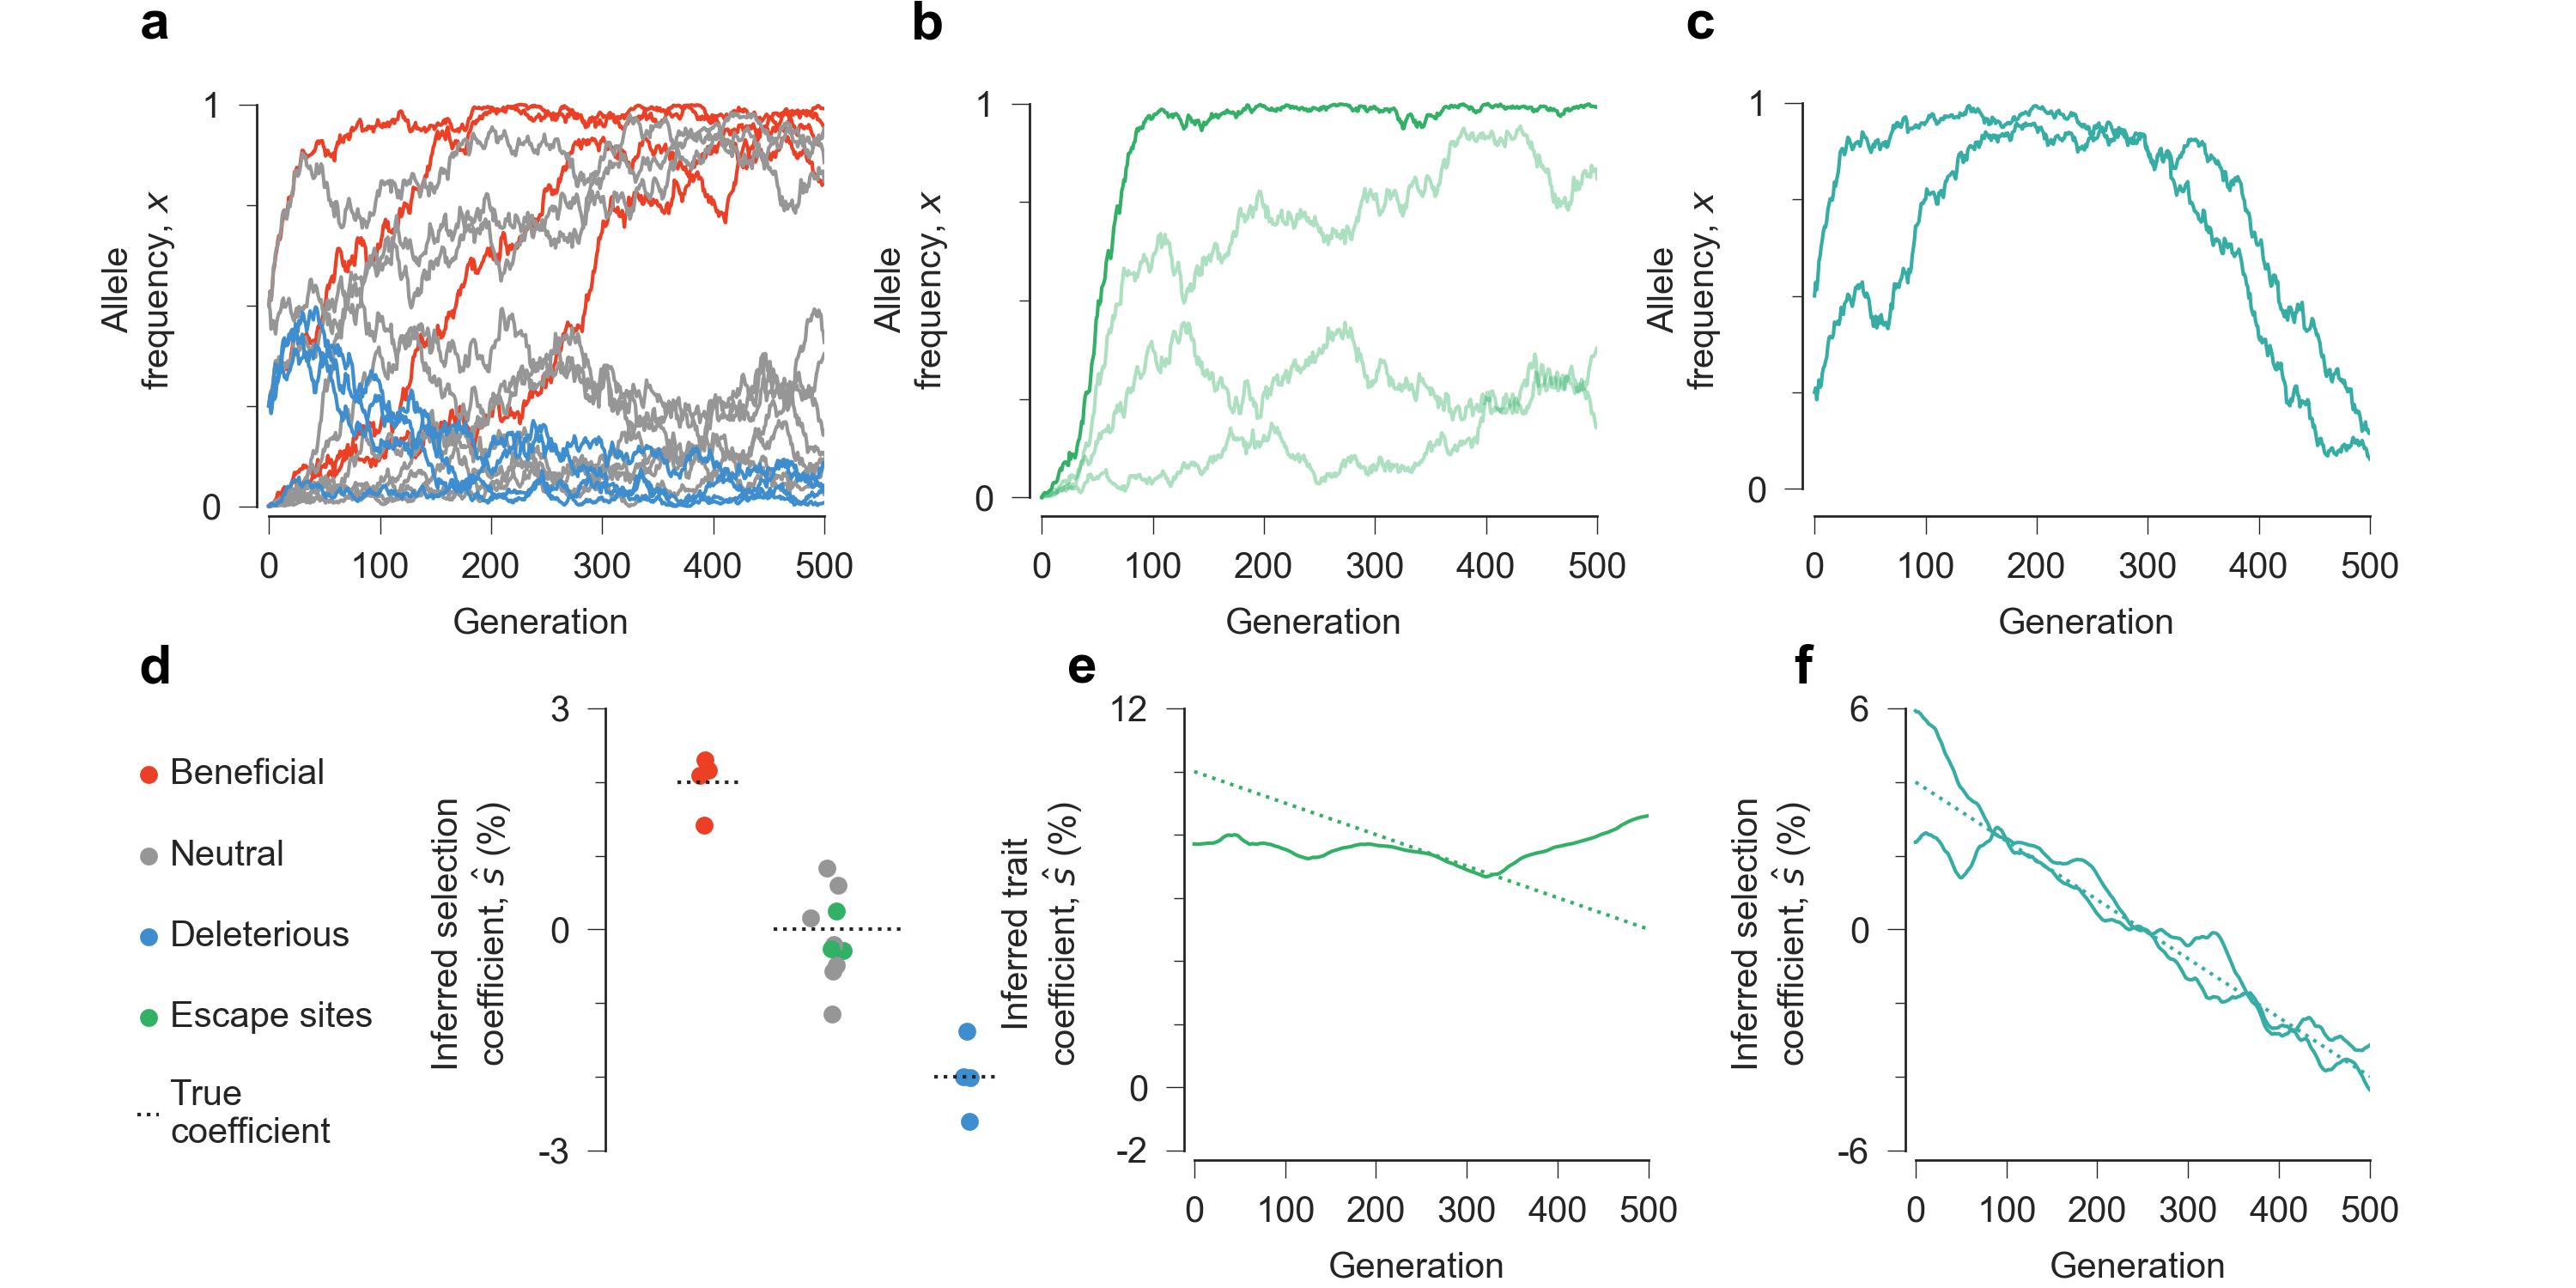 a
b
c
1
0
Allele
frequency, x
0 100 200 300 400 500
Generation
1
0
Allele
frequency, x
0 100 200 300 400 500
Generation
1
0
Allele
frequency, x
0 100 200 300 400 500
Generation
d
Beneficial
Neutral
Deleterious
Escape sites
True
coefficient
3
0
-3
Inferred selection
coefficient, ŝ (%)
e
12
0
-2
Inferred trait
coefficient, ŝ (%)
0 100 200 300 400 500
Generation
f
6
0
-6
Inferred selection
coefficient, ŝ (%)
0 100 200 300 400 500
Generation